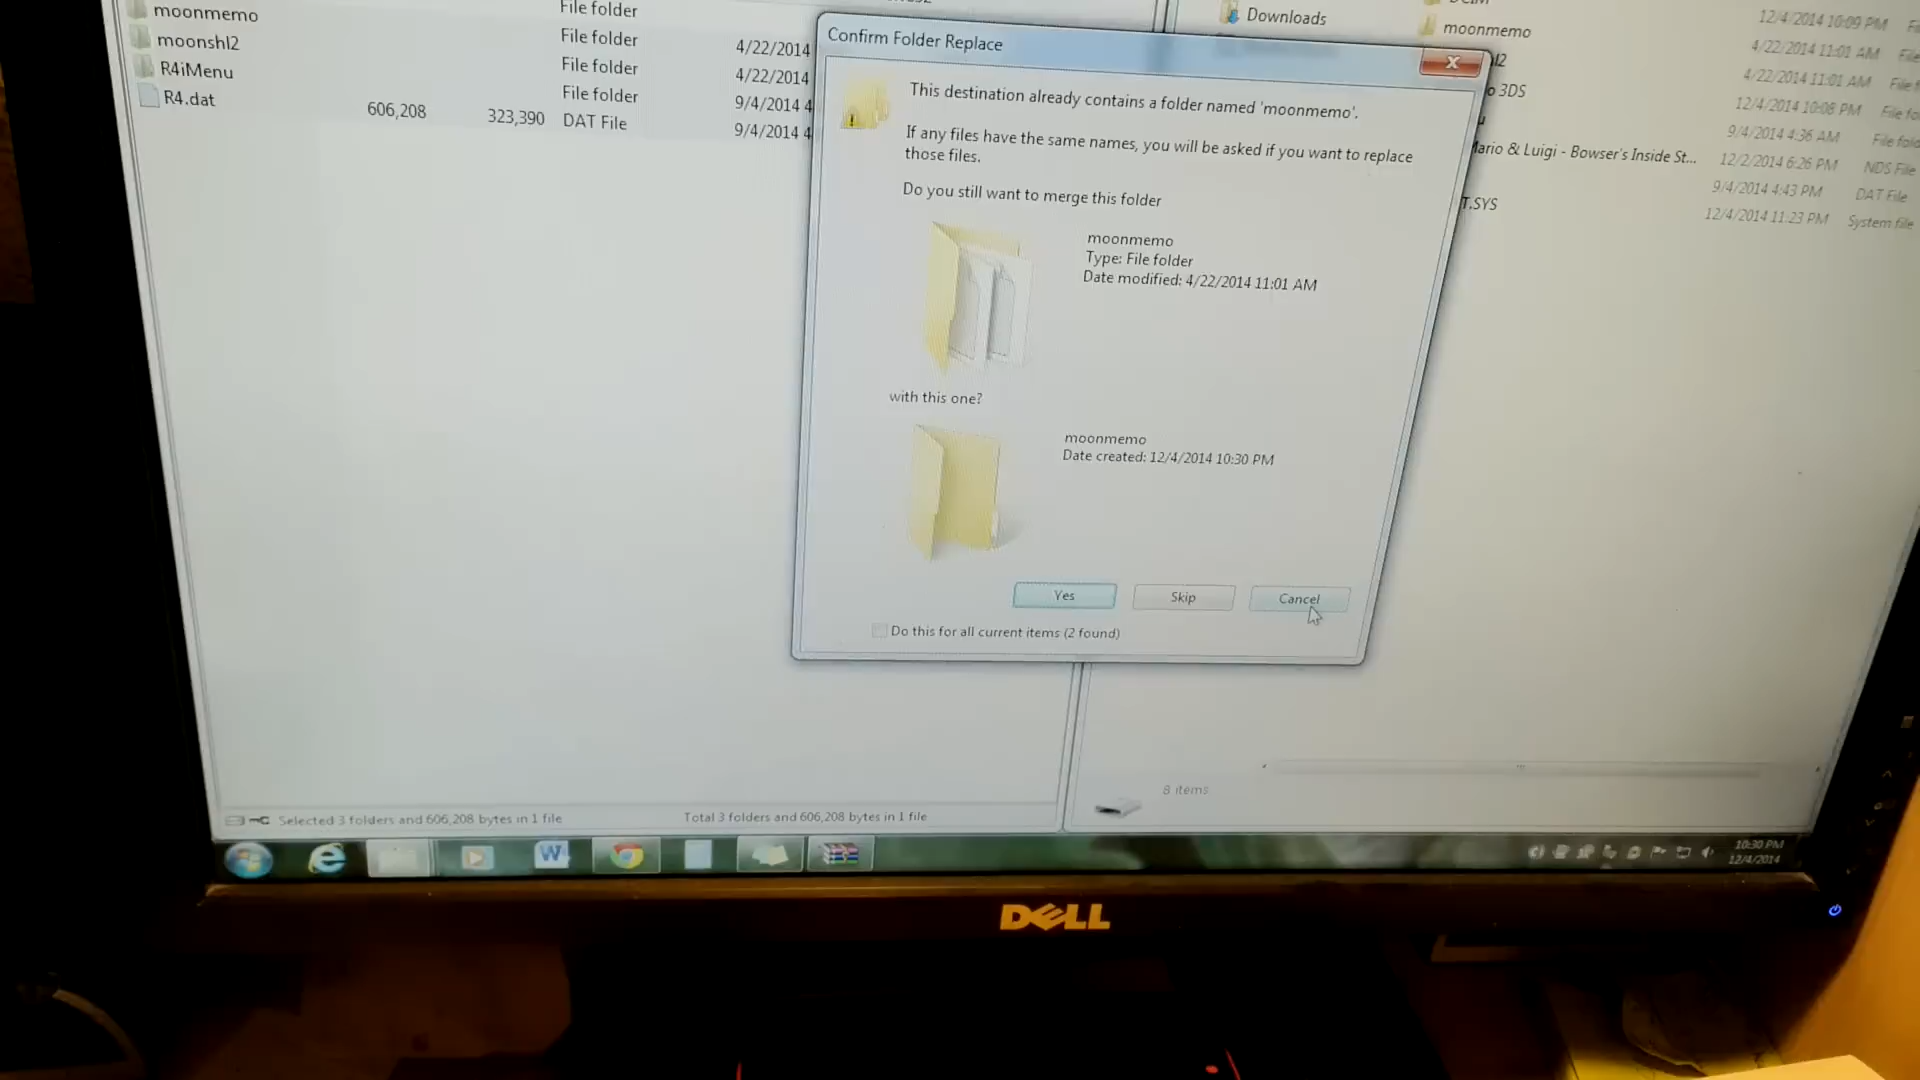 moonmemo
File folder
moonshl2
File folder
4/22/2014
R4iMenu
File folder
4/22/2014
R4.dat
606,208
323,390
File folder
DAT File
9/4/2014 4
9/4/2014 4
Confirm Folder Replace
This destination already contains a folder named 'moonmemo'.
If any files have the same names, you will be asked if you want to replace
those files.
Do you still want to merge this folder
moonmemo
Type: File folder
Date modified: 4/22/2014 11:01 AM
with this one?
moonmemo
Date created: 12/4/2014 10:30 PM
Yes
Skip
Cancel
Do this for all current items (2 found)
Downloads
moonmemo
12/4/2014 10:09 PM
l2
4/22/2014 11:01 AM
o 3DS
4/22/2014 11:01 AM
12/4/2014 10:08 PM
9/4/2014 4:36 AM
File fold
Mario & Luigi - Bowser's Inside St...
12/2/2014 6:26 PM
NDS File
9/4/2014 4:43 PM
DAT File
T.SYS
12/4/2014 11:23 PM
System file
8 items
Selected 3 folders and 606,208 bytes in 1 file
Total 3 folders and 606,208 bytes in 1 file
10:30 PM
12/4/2014
DELL